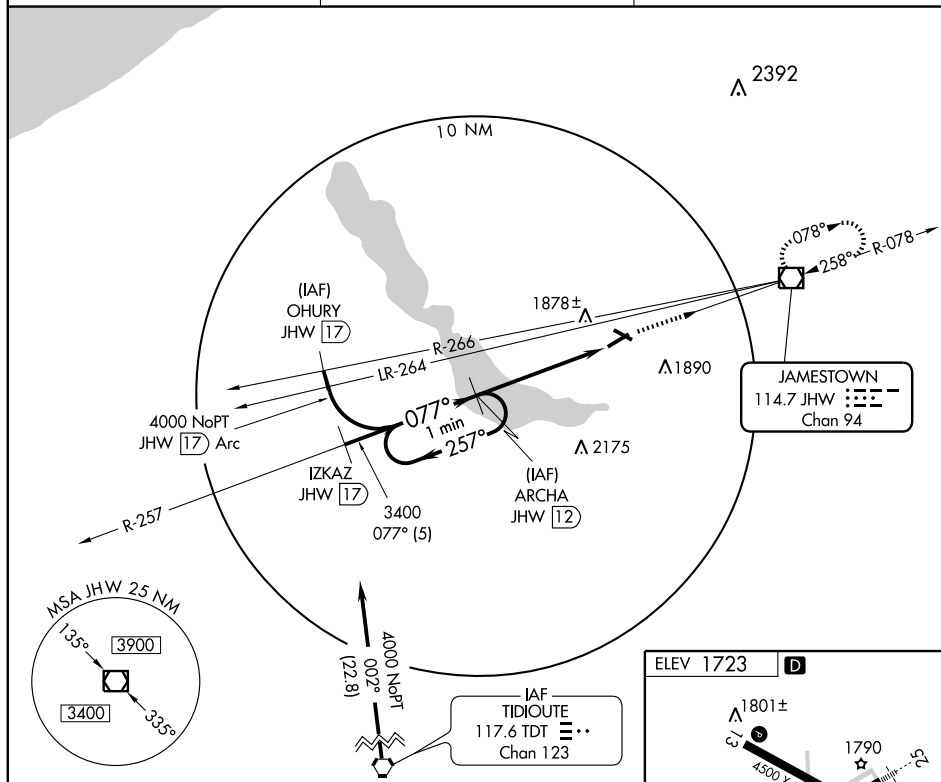 2392
10 NM
078°
258°
R-078
(IAF)
OHURY
JHW 17
1878±
R-266
LR-264
1890
JAMESTOWN
114.7 JHW
Chan 94
4000 NoPT
JHW 17 Arc
077°
1 min
257°
2175
IZKAZ
JHW 17
(IAF)
ARCHA
JHW 12
3400
077° (5)
R-257
MSA JHW 25 NM
135°
3900
3400
335°
4000 NoPT
002°
(22.8)
IAF
TIDIOUTE
117.6 TDT
Chan 123
ELEV 1723
D
1801±
P
13
1790
4500 X
25